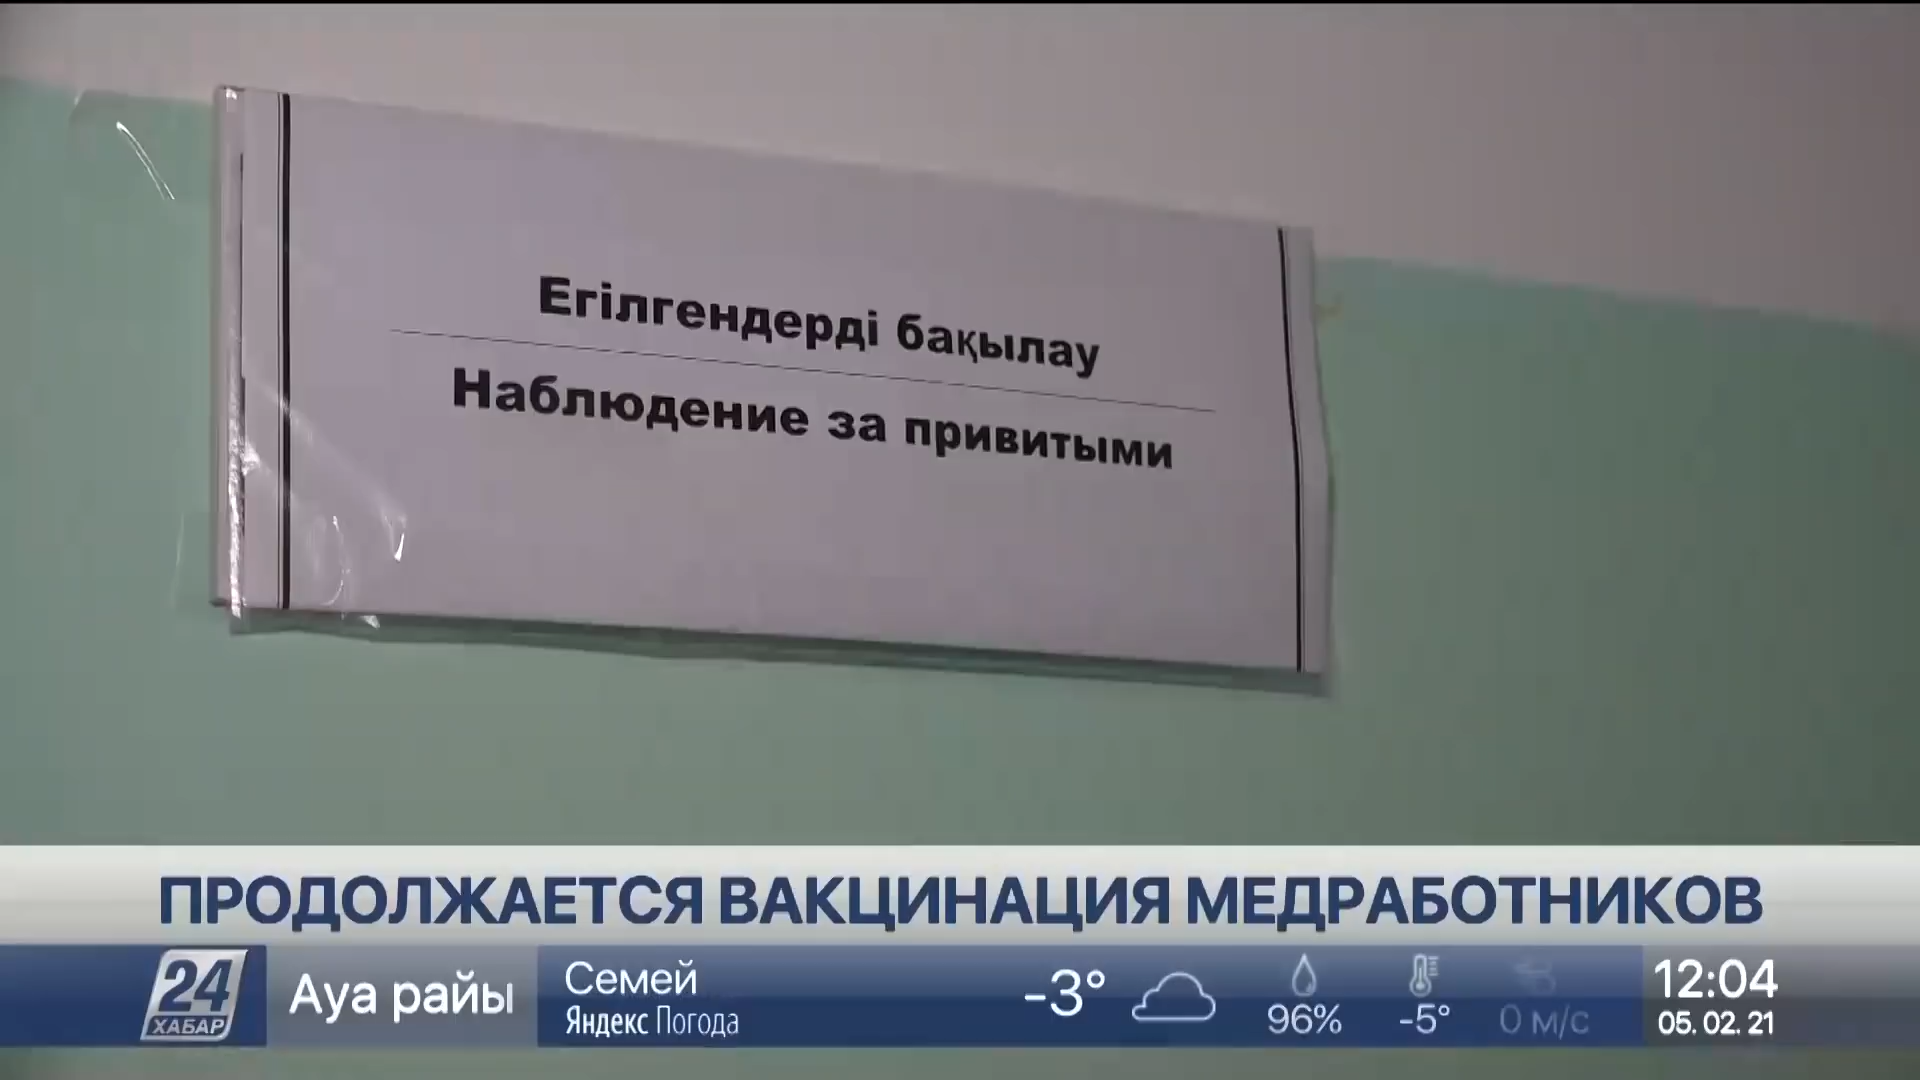 Егілгендерді бақылау
Наблюдение за привитыми
ПРОДОЛЖАЕТСЯ ВАКЦИНАЦИЯ МЕДРАБОТНИКОВ
24 ХАБАР
Ауа райы
Семей
Яндекс Погода
-3°
96%
-5°
0 м/с
12:04
05. 02. 21